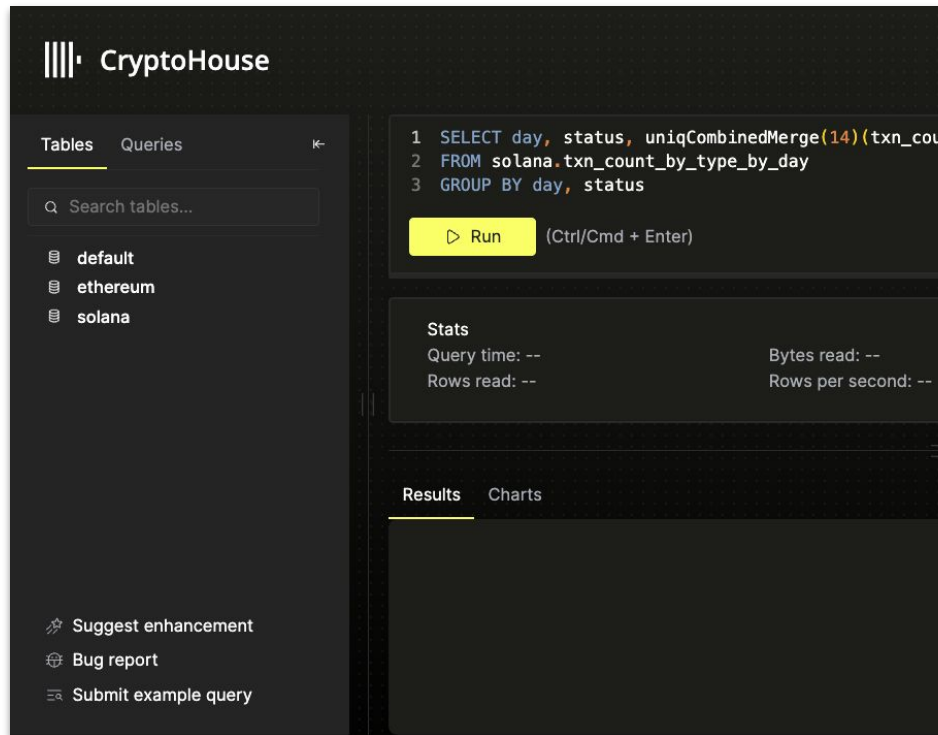 CryptoHouse
Tables Queries
Search tables...
default
ethereum
solana
Suggest enhancement
Bug report
Submit example query
1 SELECT day, status, uniqCombinedMerge(14)(txn_cou
2 FROM solana.txn_count_by_type_by_day
3 GROUP BY day, status
Run (Ctrl/Cmd + Enter)
Stats
Query time: -- Bytes read: --
Rows read: -- Rows per second: --
Results Charts